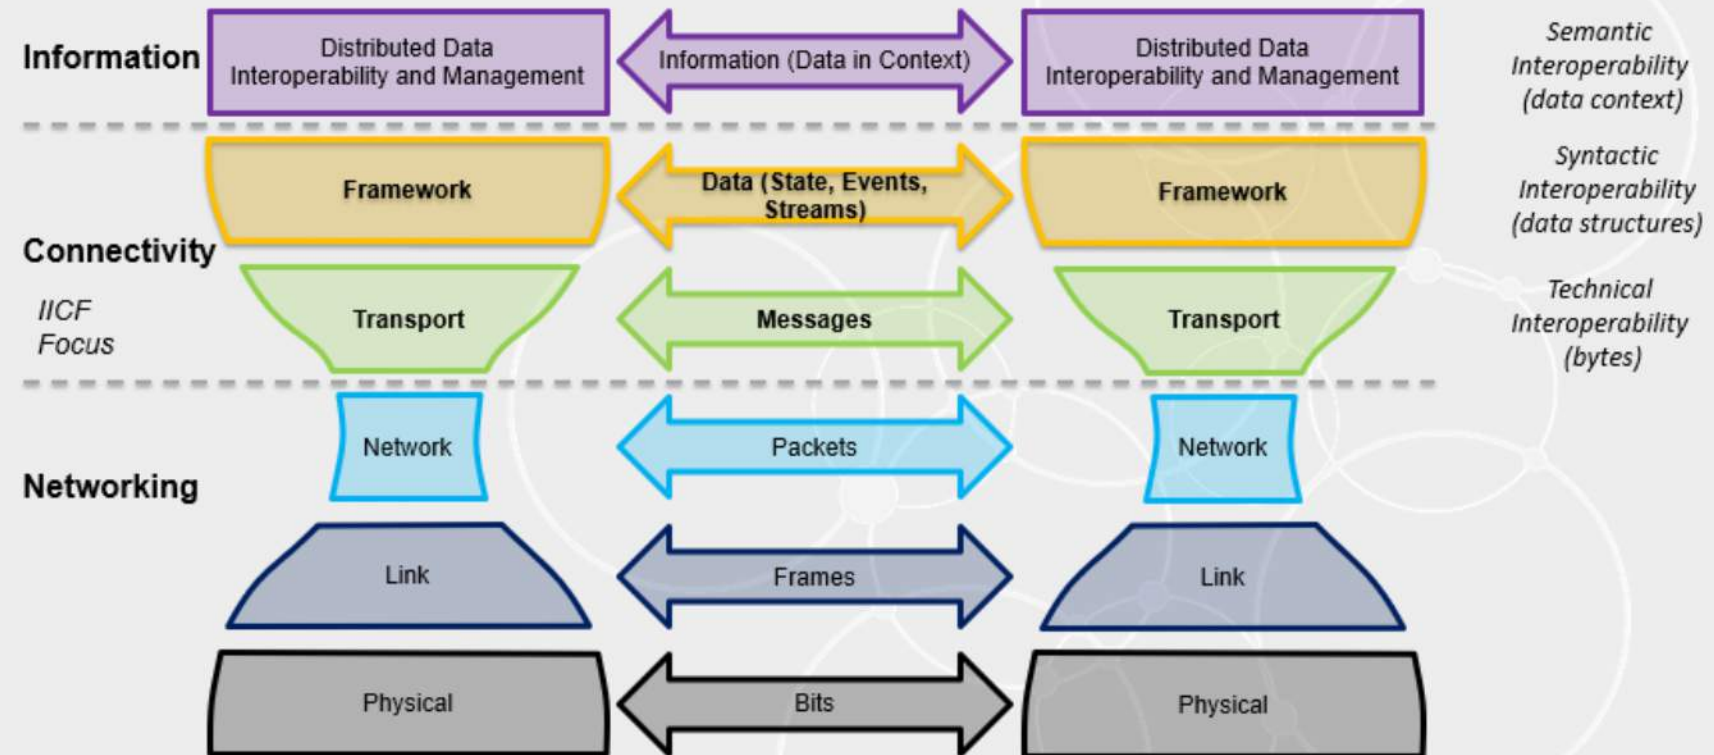 Information
Distributed Data
Interoperability and Management
Information (Data in Context)
Distributed Data
Interoperability and Management
Semantic
Interoperability
(data context)
Connectivity
IICF
Focus
Framework
Data (State, Events,
Streams)
Framework
Syntactic
Interoperability
(data structures)
Transport
Messages
Transport
Technical
Interoperability
(bytes)
Networking
Network
Packets
Network
Link
Frames
Link
Physical
Bits
Physical